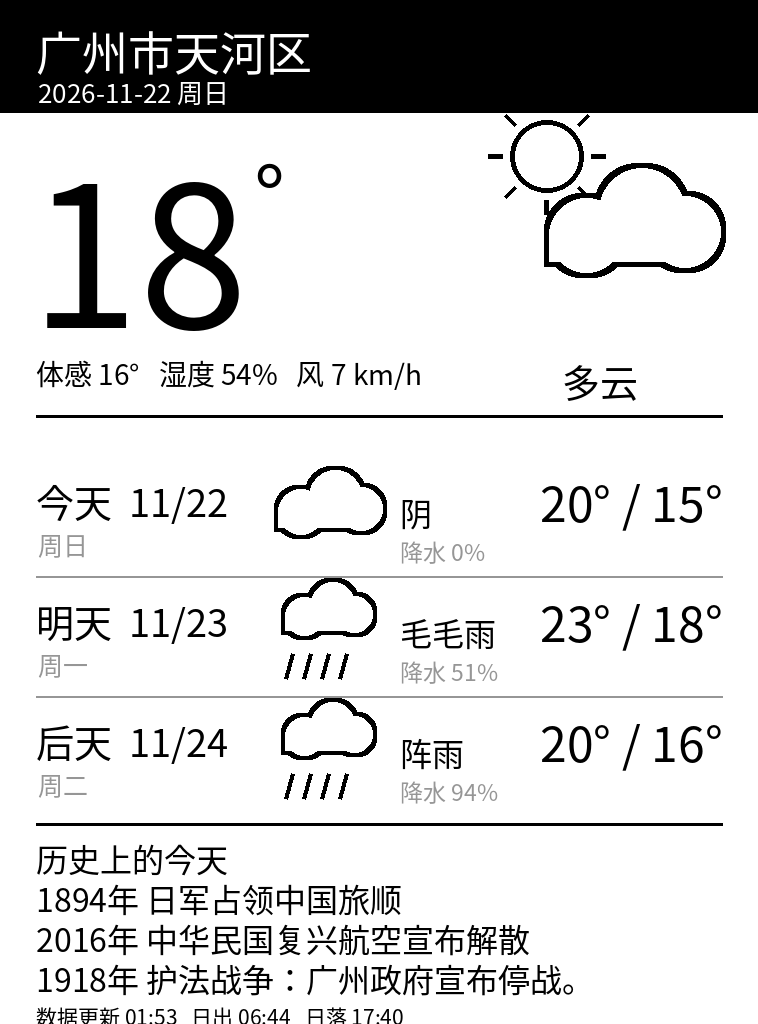 广州市天河区
2026-11-22 周日
18°
体感 16° 湿度 54% 风 7 km/h
多云
今天 11/22 阴 20° / 15°
周日 降水 0%
明天 11/23 毛毛雨 23° / 18°
周一 降水 51%
后天 11/24 阵雨 20° / 16°
周二 降水 94%
历史上的今天
1894年 日军占领中国旅顺
2016年 中华民国复兴航空宣布解散
1918年 护法战争：广州政府宣布停战。
数据更新 01:53 日出 06:44 日落 17:40